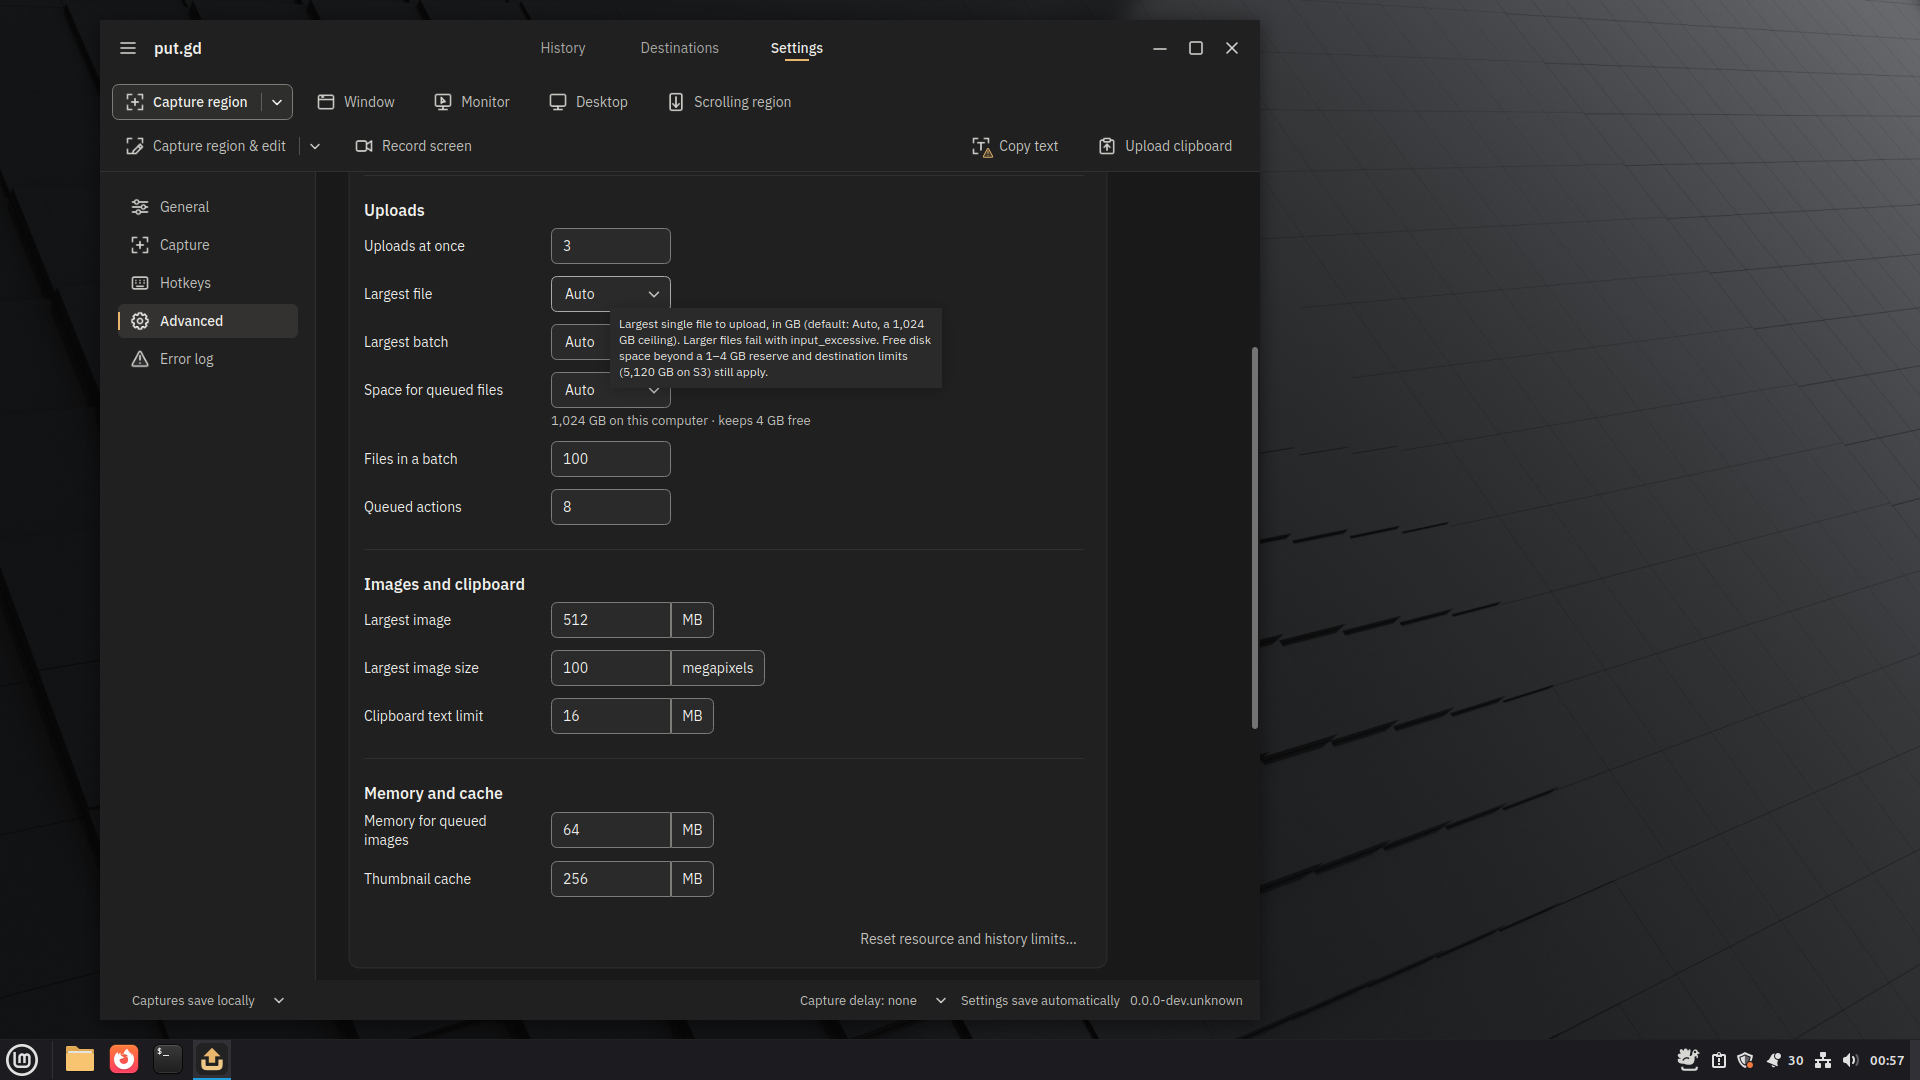 put.gd
History
Destinations
Settings
Capture region
Window
Monitor
Desktop
Scrolling region
Capture region & edit
Record screen
Copy text
Upload clipboard
General
Capture
Hotkeys
Advanced
Error log
Uploads
Uploads at once
3
Largest file
Auto
Largest single file to upload, in GB (default: Auto, a 1,024
GB ceiling). Larger files fail with input_excessive. Free disk
space beyond a 1–4 GB reserve and destination limits
(5,120 GB on S3) still apply.
Largest batch
Auto
Space for queued files
Auto
1,024 GB on this computer · keeps 4 GB free
Files in a batch
100
Queued actions
8
Images and clipboard
Largest image
512
MB
Largest image size
100
megapixels
Clipboard text limit
16
MB
Memory and cache
Memory for queued
images
64
MB
Thumbnail cache
256
MB
Reset resource and history limits...
Captures save locally
Capture delay: none
Settings save automatically
0.0.0-dev.unknown
lm
$_
30
00:57